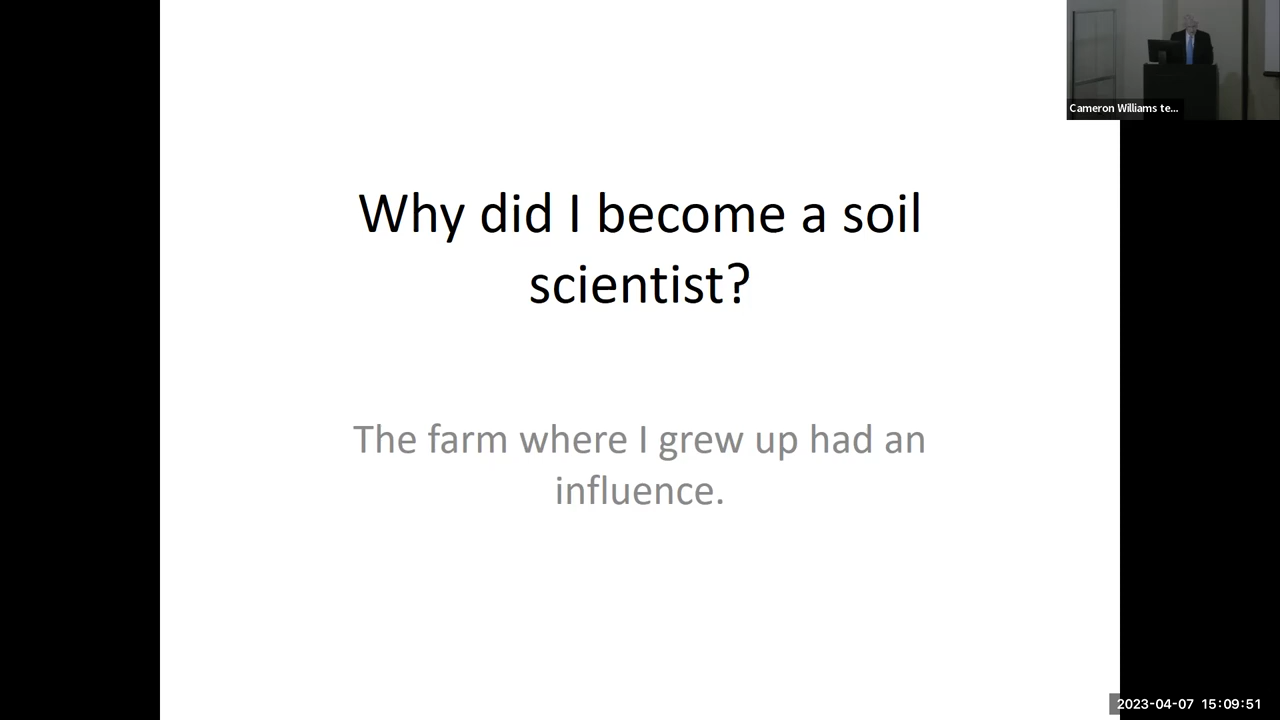 Cameron Williams te...
Why did I become a soil
scientist?
The farm where I grew up had an
influence.
2023-04-07 15:09:51